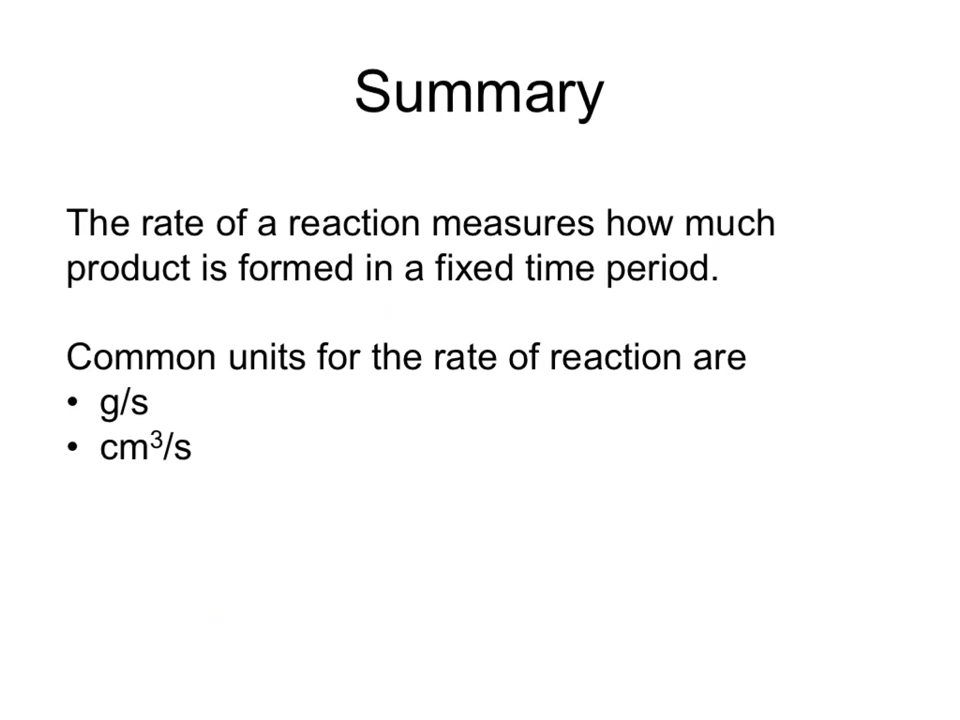 Summary
The rate of a reaction measures how much
product is formed in a fixed time period.
Common units for the rate of reaction are
• g/s
• cm³/s